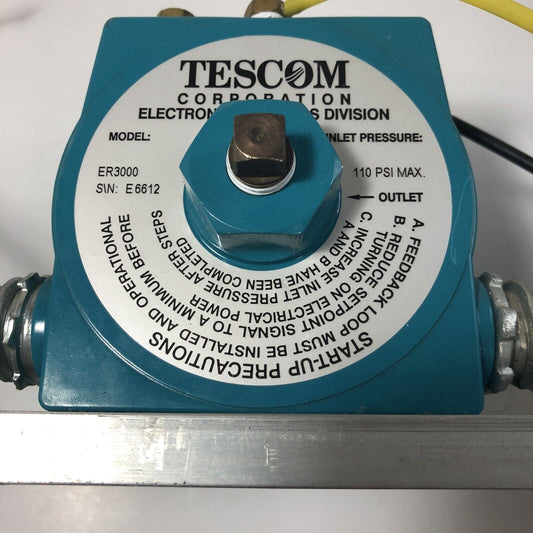 TESCOM
CORPORATION
DIVISION
MODEL:
INLET PRESSURE:
ER3000
S\N: E6612
110 PSI MAX.
OUTLET
START-UP PRECAUTIONS
A. FEEDBACK LOOP MUST BE INSTALLED AND OPERATIONAL
B. REDUCE SETPOINT SIGNAL TO A MINIMUM BEFORE
TURNING ON ELECTRICAL POWER
C. INCREASE INLET PRESSURE AFTER STEPS
A AND B HAVE BEEN COMPLETED